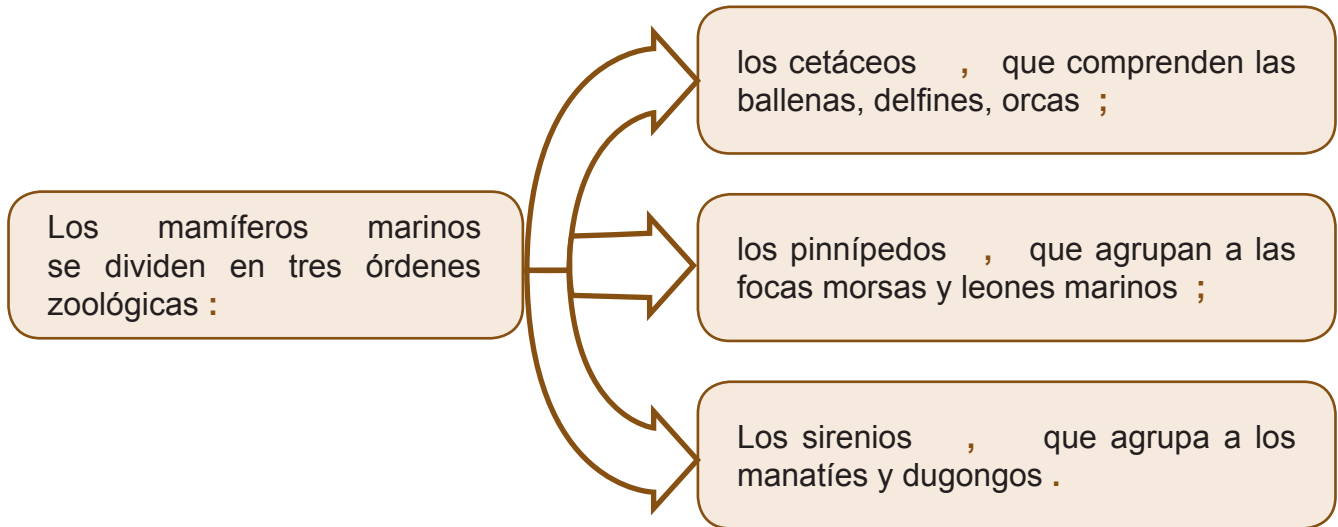 Los mamíferos marinos
se dividen en tres órdenes
zoológicas :
los cetáceos , que comprenden las
ballenas, delfines, orcas ;
los pinnípedos , que agrupan a las
focas morsas y leones marinos ;
Los sirenios , que agrupa a los
manatíes y dugongos .